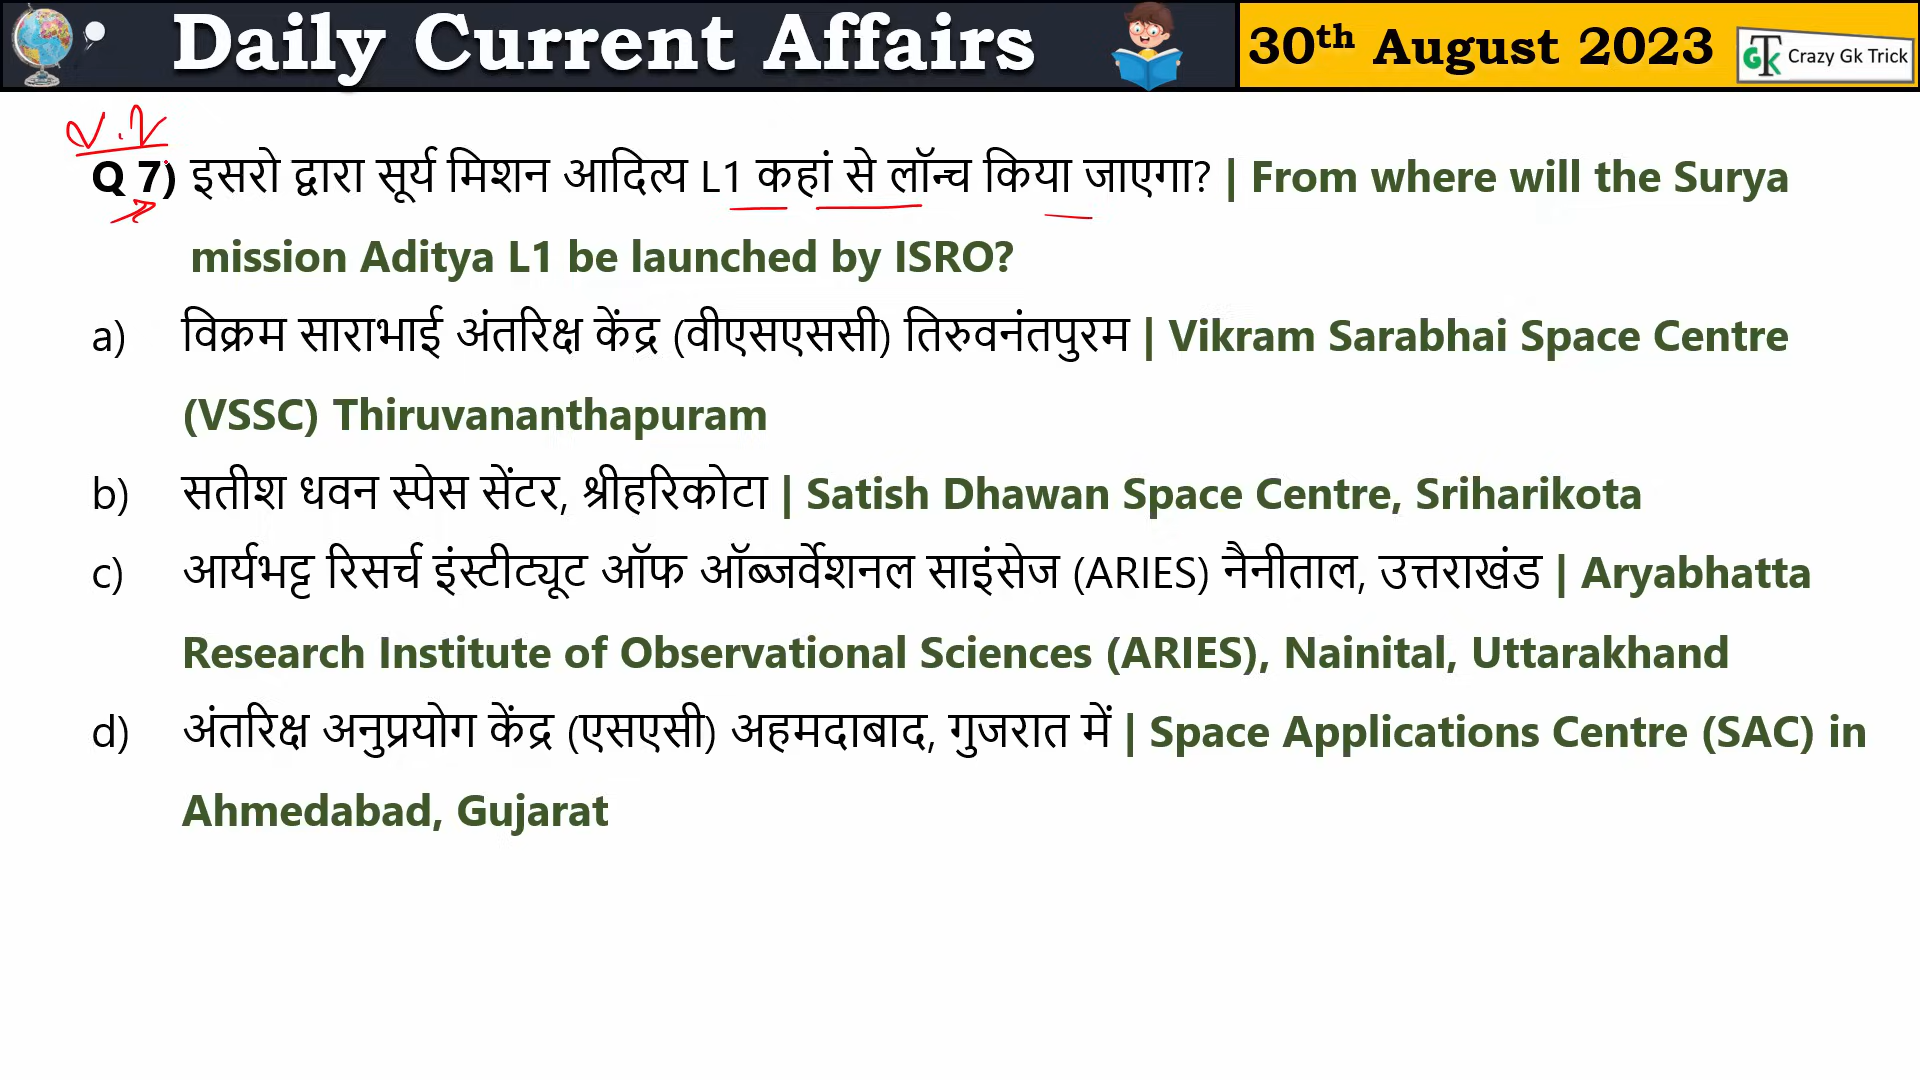 Daily Current Affairs
30th August 2023
GTK Crazy Gk Trick
V.V
Q 7) इसरो द्वारा सूर्य मिशन आदित्य L1 कहां से लॉन्च किया जाएगा? | From where will the Surya
mission Aditya L1 be launched by ISRO?
a) विक्रम साराभाई अंतरिक्ष केंद्र (वीएसएससी) तिरुवनंतपुरम | Vikram Sarabhai Space Centre
(VSSC) Thiruvananthapuram
b) सतीश धवन स्पेस सेंटर, श्रीहरिकोटा | Satish Dhawan Space Centre, Sriharikota
c) आर्यभट्ट रिसर्च इंस्टीट्यूट ऑफ ऑब्जर्वेशनल साइंसेज (ARIES) नैनीताल, उत्तराखंड | Aryabhatta
Research Institute of Observational Sciences (ARIES), Nainital, Uttarakhand
d) अंतरिक्ष अनुप्रयोग केंद्र (एसएसी) अहमदाबाद, गुजरात में | Space Applications Centre (SAC) in
Ahmedabad, Gujarat